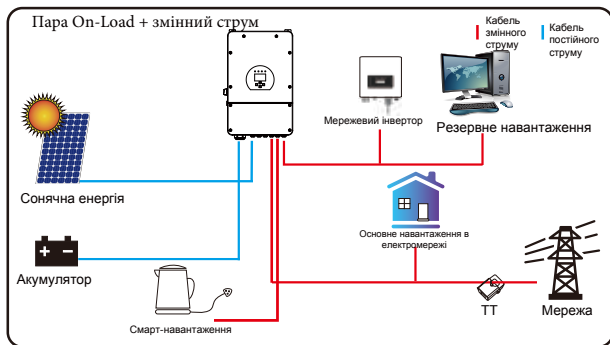 Пара On-Load + змінний струм
Кабель
змінного
струму
Кабель
постійного
струму
Мережевий інвертор
Резервне навантаження
Сонячна енергія
Основне навантаження в
електромережі
Акумулятор
Смарт-навантаження
ТТ
Мережа